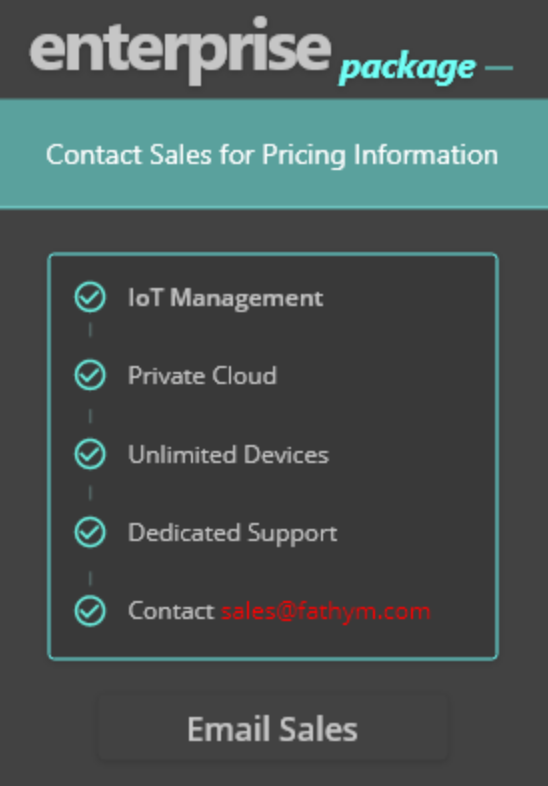 enterprise package
Contact Sales for Pricing Information
IoT Management
Private Cloud
Unlimited Devices
Dedicated Support
Contact sales@fathym.com
Email Sales